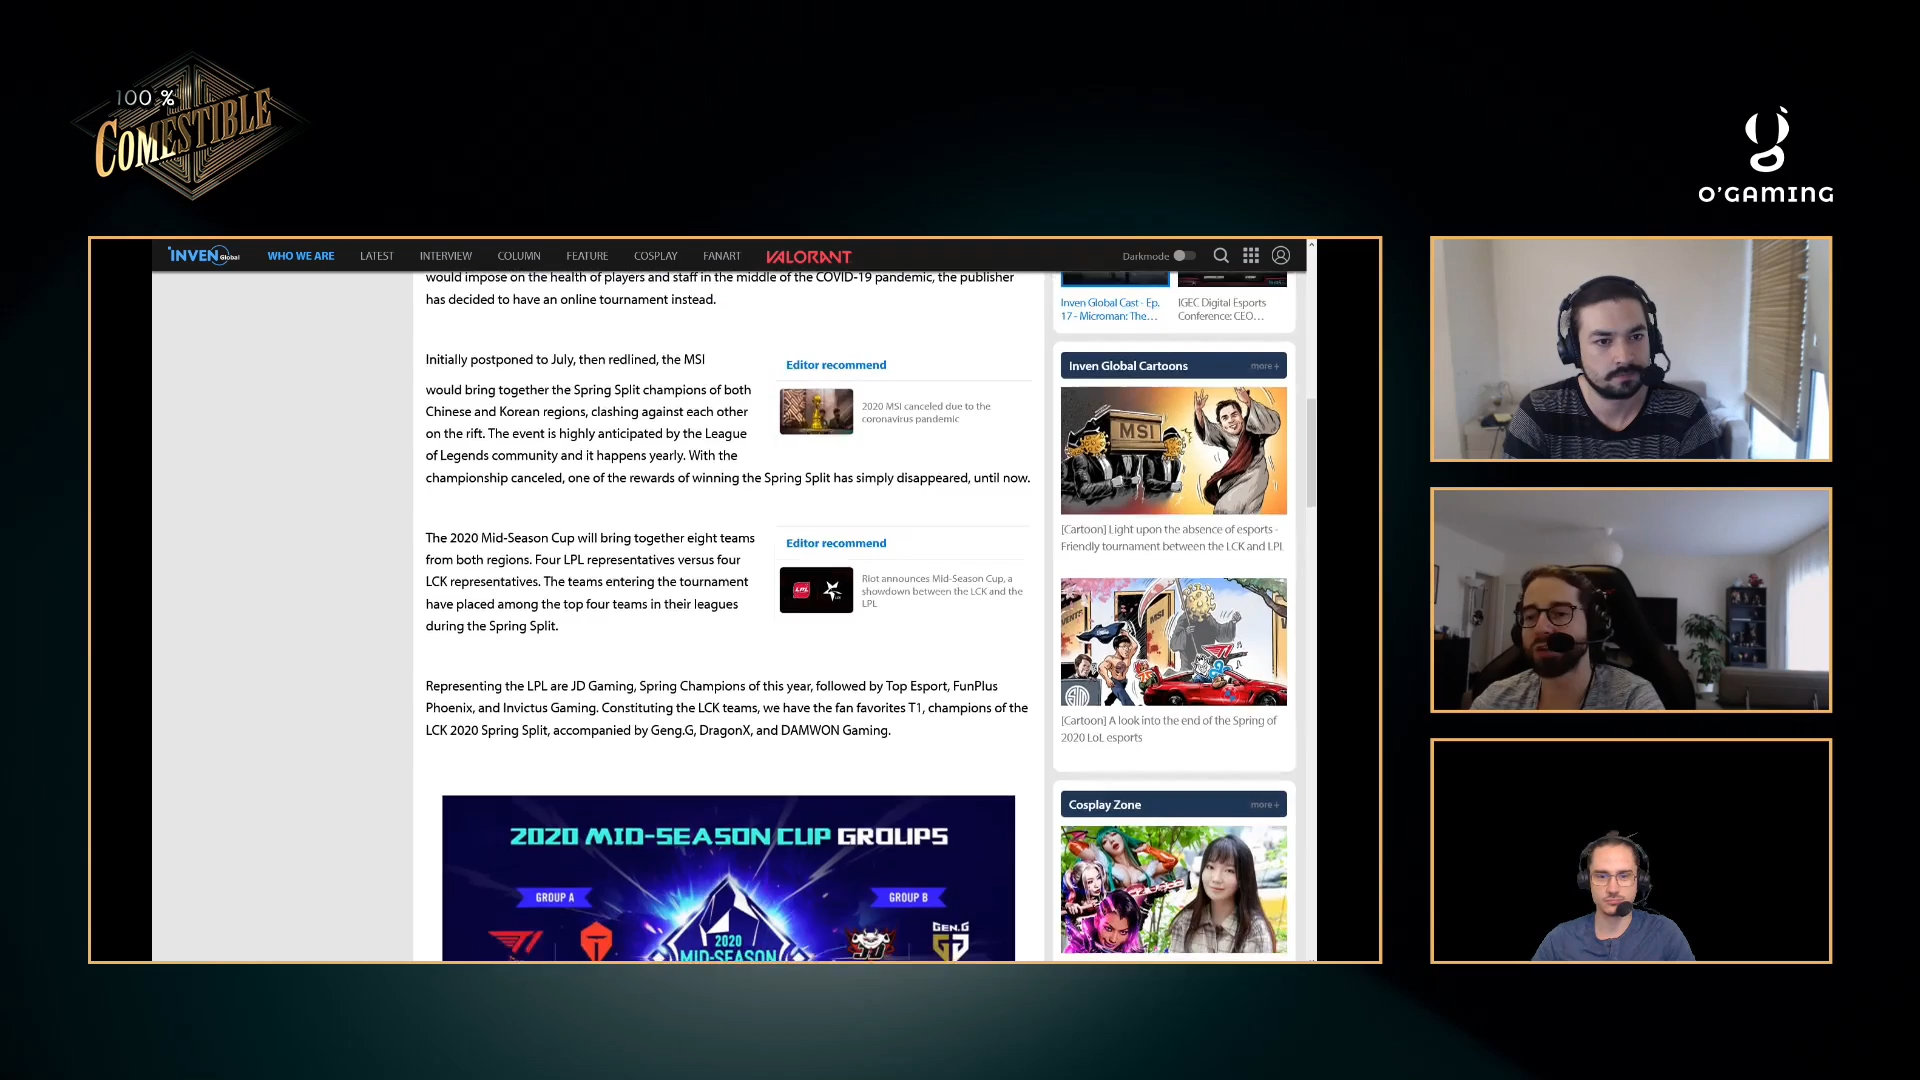 100 %
COMESTIBLE
O'GAMING
INVEN Global
WHO WE ARE
LATEST
INTERVIEW
COLUMN
FEATURE
COSPLAY
FANART
VALORANT
Darkmode
would impose on the health of players and staff in the middle of the COVID-19 pandemic, the publisher
has decided to have an online tournament instead.
Initially postponed to July, then redlined, the MSI
would bring together the Spring Split champions of both
Chinese and Korean regions, clashing against each other
on the rift. The event is highly anticipated by the League
of Legends community and it happens yearly. With the
championship canceled, one of the rewards of winning the Spring Split has simply disappeared, until now.
Editor recommend
2020 MSI canceled due to the
coronavirus pandemic
The 2020 Mid-Season Cup will bring together eight teams
from both regions. Four LPL representatives versus four
LCK representatives. The teams entering the tournament
have placed among the top four teams in their leagues
during the Spring Split.
Editor recommend
LPL
Riot announces Mid-Season Cup, a
showdown between the LCK and the
LPL
Representing the LPL are JD Gaming, Spring Champions of this year, followed by Top Esport, FunPlus
Phoenix, and Invictus Gaming. Constituting the LCK teams, we have the fan favorites T1, champions of the
LCK 2020 Spring Split, accompanied by Geng.G, DragonX, and DAMWON Gaming.
2020 MID-SEASON CUP GROUPS
GROUP A
GROUP B
2020
MID-SEASON
JD
GEN.G
Inven Global Cast - Ep.
17 - Microman: The...
IGEC Digital Esports
Conference: CEO...
Inven Global Cartoons
more +
MSI
[Cartoon] Light upon the absence of esports -
Friendly tournament between the LCK and LPL
MSI
[Cartoon] A look into the end of the Spring of
2020 LoL esports
Cosplay Zone
more +